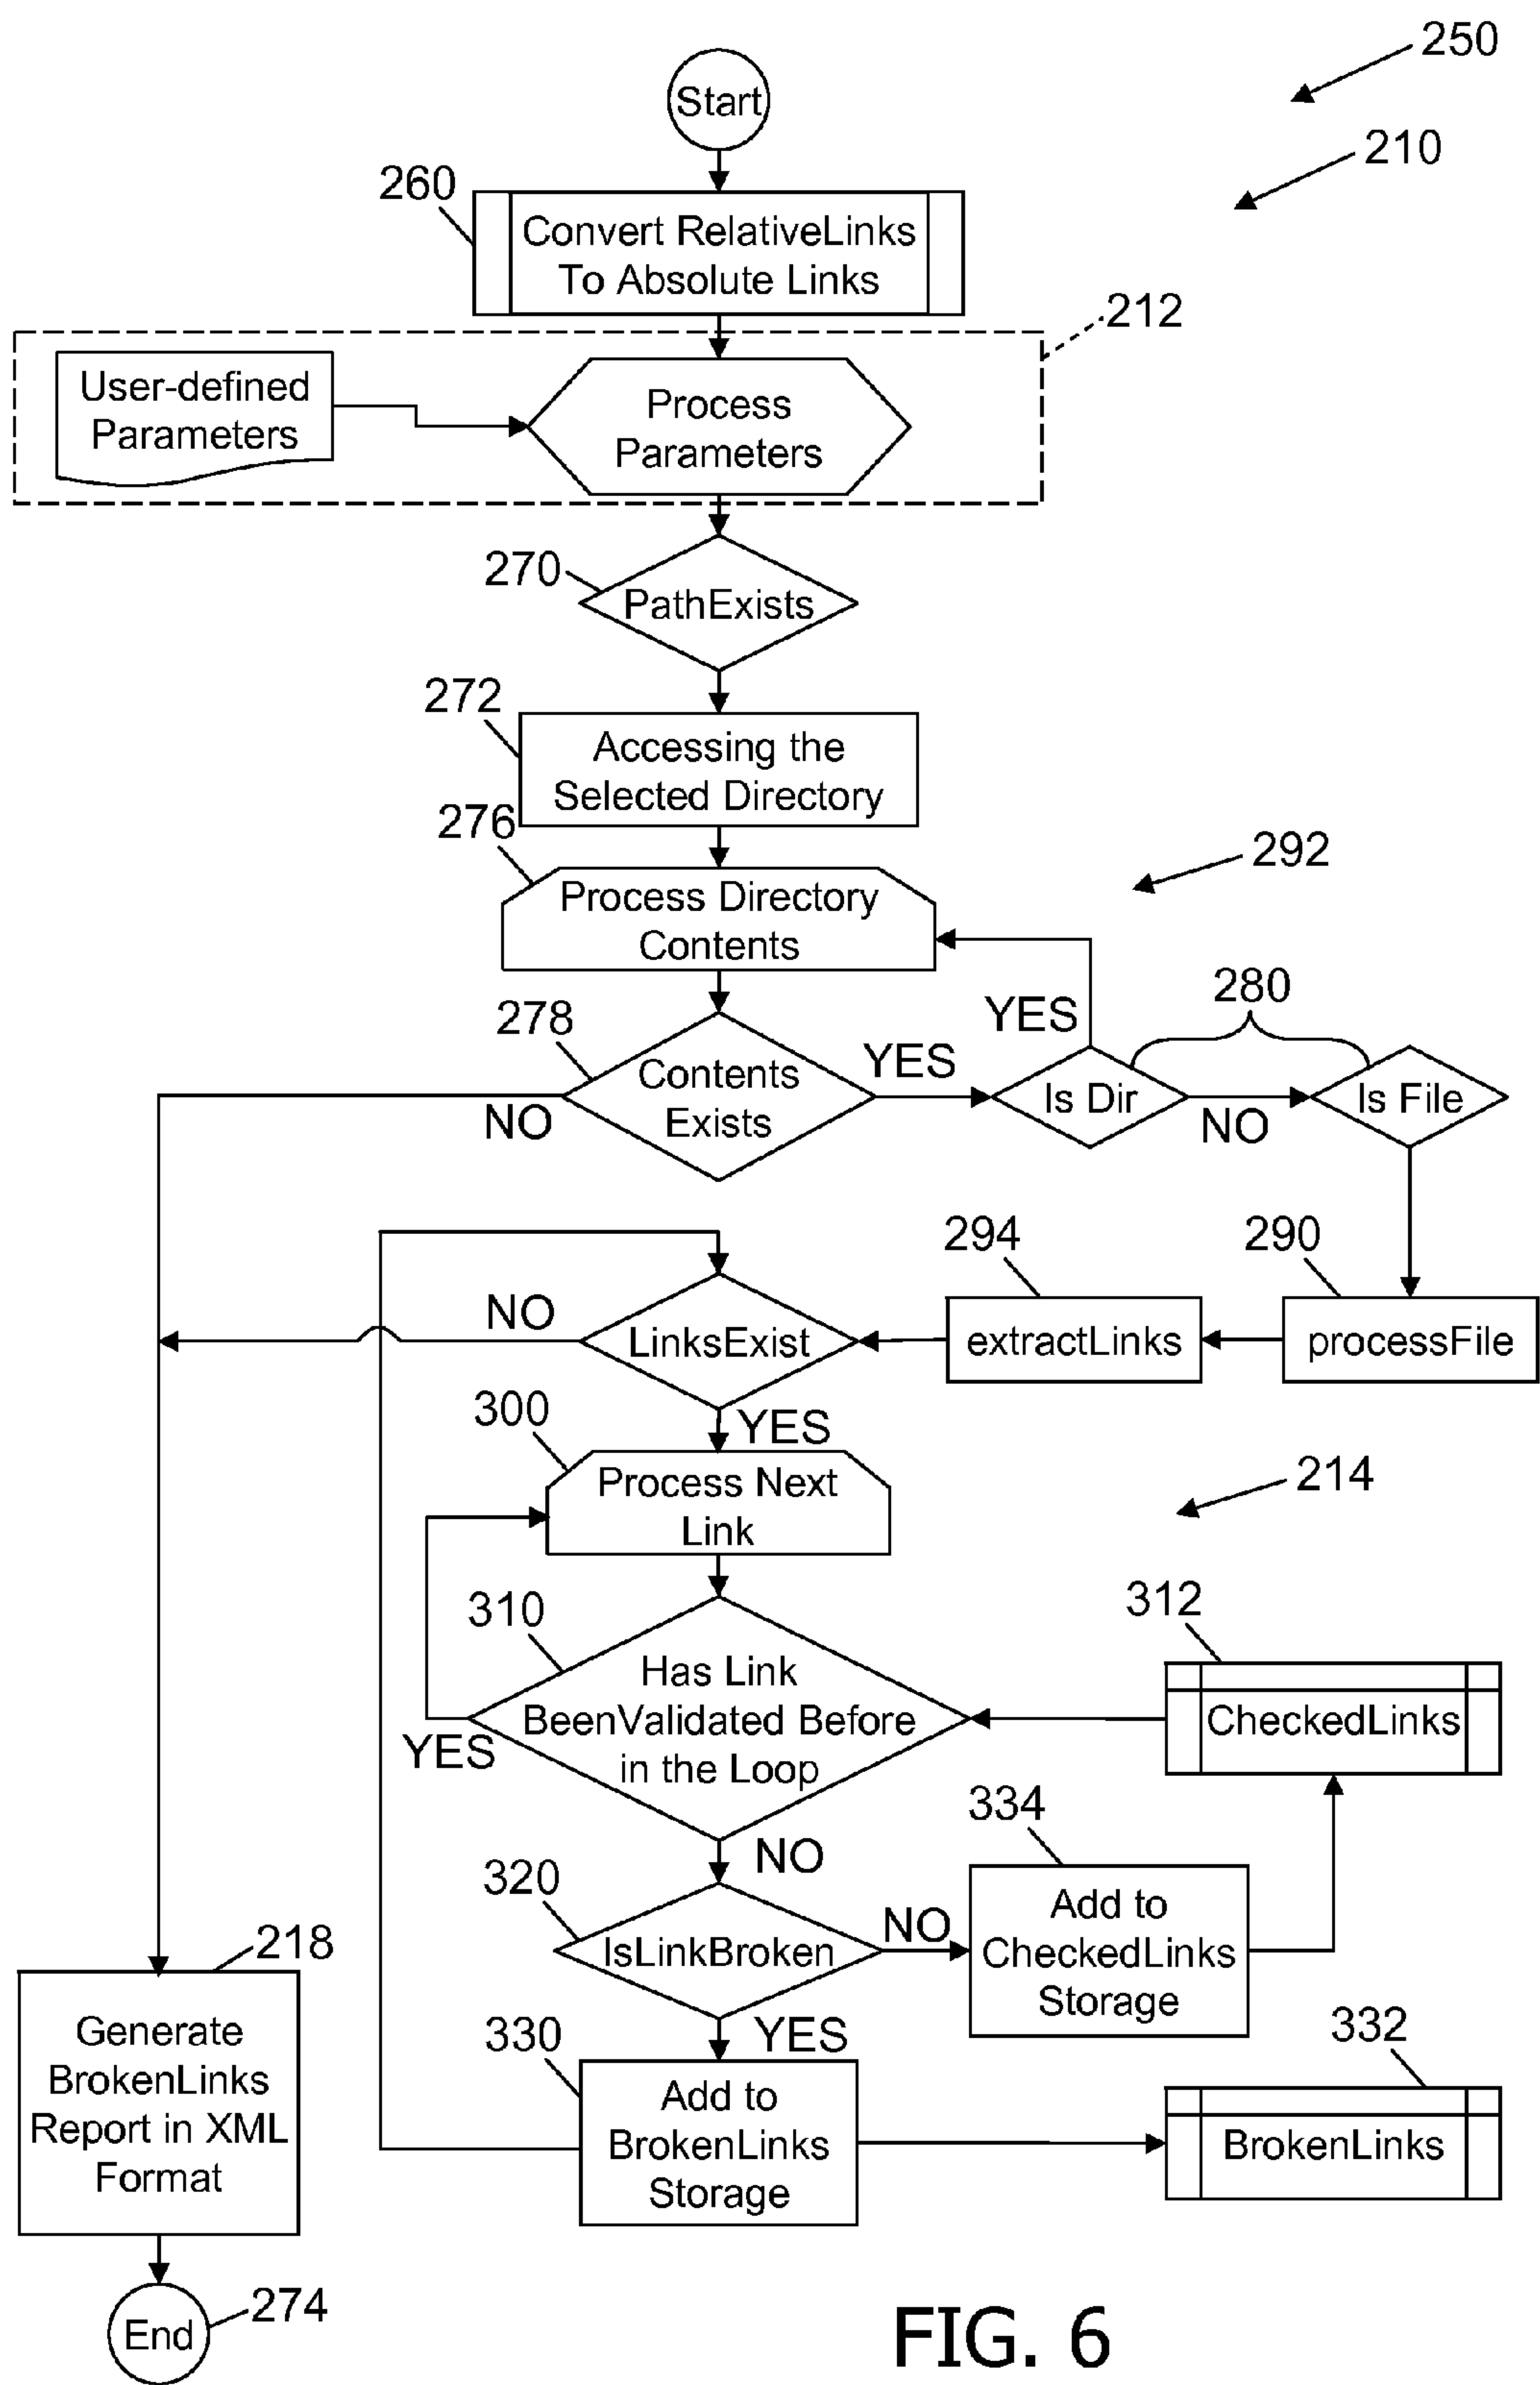 250
Start
210
260
Convert RelativeLinks
To Absolute Links
212
User-defined
Parameters
Process
Parameters
270
PathExists
272
Accessing the
Selected Directory
276
292
Process Directory
Contents
280
278
YES
YES
Contents
Exists
Is Dir
Is File
NO
NO
294
290
NO
LinksExist
extractLinks
processFile
300
YES
Process Next
Link
214
310
312
Has Link
BeenValidated Before
in the Loop
CheckedLinks
YES
334
NO
320
218
IsLinkBroken
NO
Add to
CheckedLinks
Storage
Generate
BrokenLinks
Report in XML
Format
330
YES
332
Add to
BrokenLinks
Storage
BrokenLinks
End
274
FIG. 6